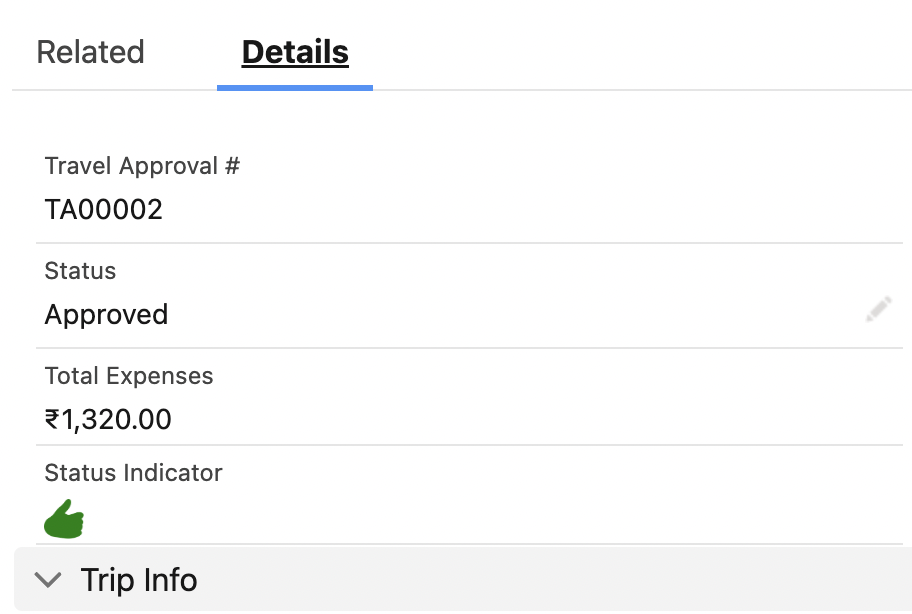 Related
Details
Travel Approval #
TA00002
Status
Approved
Total Expenses
₹1,320.00
Status Indicator
Trip Info